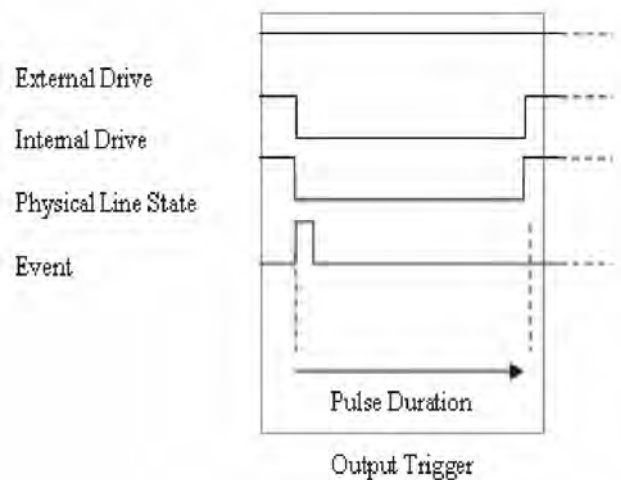 External Drive
Internal Drive
Physical Line State
Event
Pulse Duration
Output Trigger